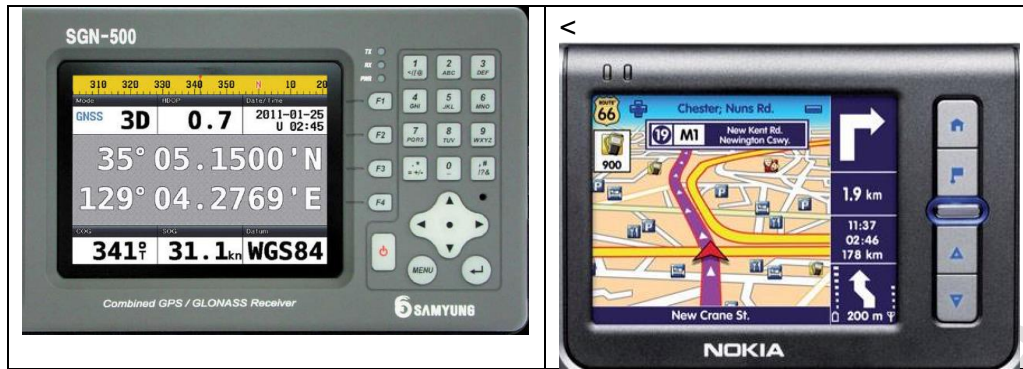 SGN-500
TX
RX
PWR
310 320 330 340 350 N 10 20
Mode HDOP Date/Time
GNSS 3D 0.7 2011-01-25
U 02:45
35° 05.1500'N
129° 04.2769'E
COG SOG Datum
341°T 31.1kn WGS84
F1
F2
F3
F4
1 2 ABC 3 DEF
4 GHI 5 JKL 6 MNO
7 PQRS 8 TUV 9 WXYZ
0
MENU
Combined GPS / GLONASS Receiver
SAMYUNG
<
ROUTE 66
Chester; Nuns Rd.
19 M1 New Kent Rd.
Newington Cswy.
900
1.9 km
11:37
02:46
178 km
New Crane St.
200 m
NOKIA